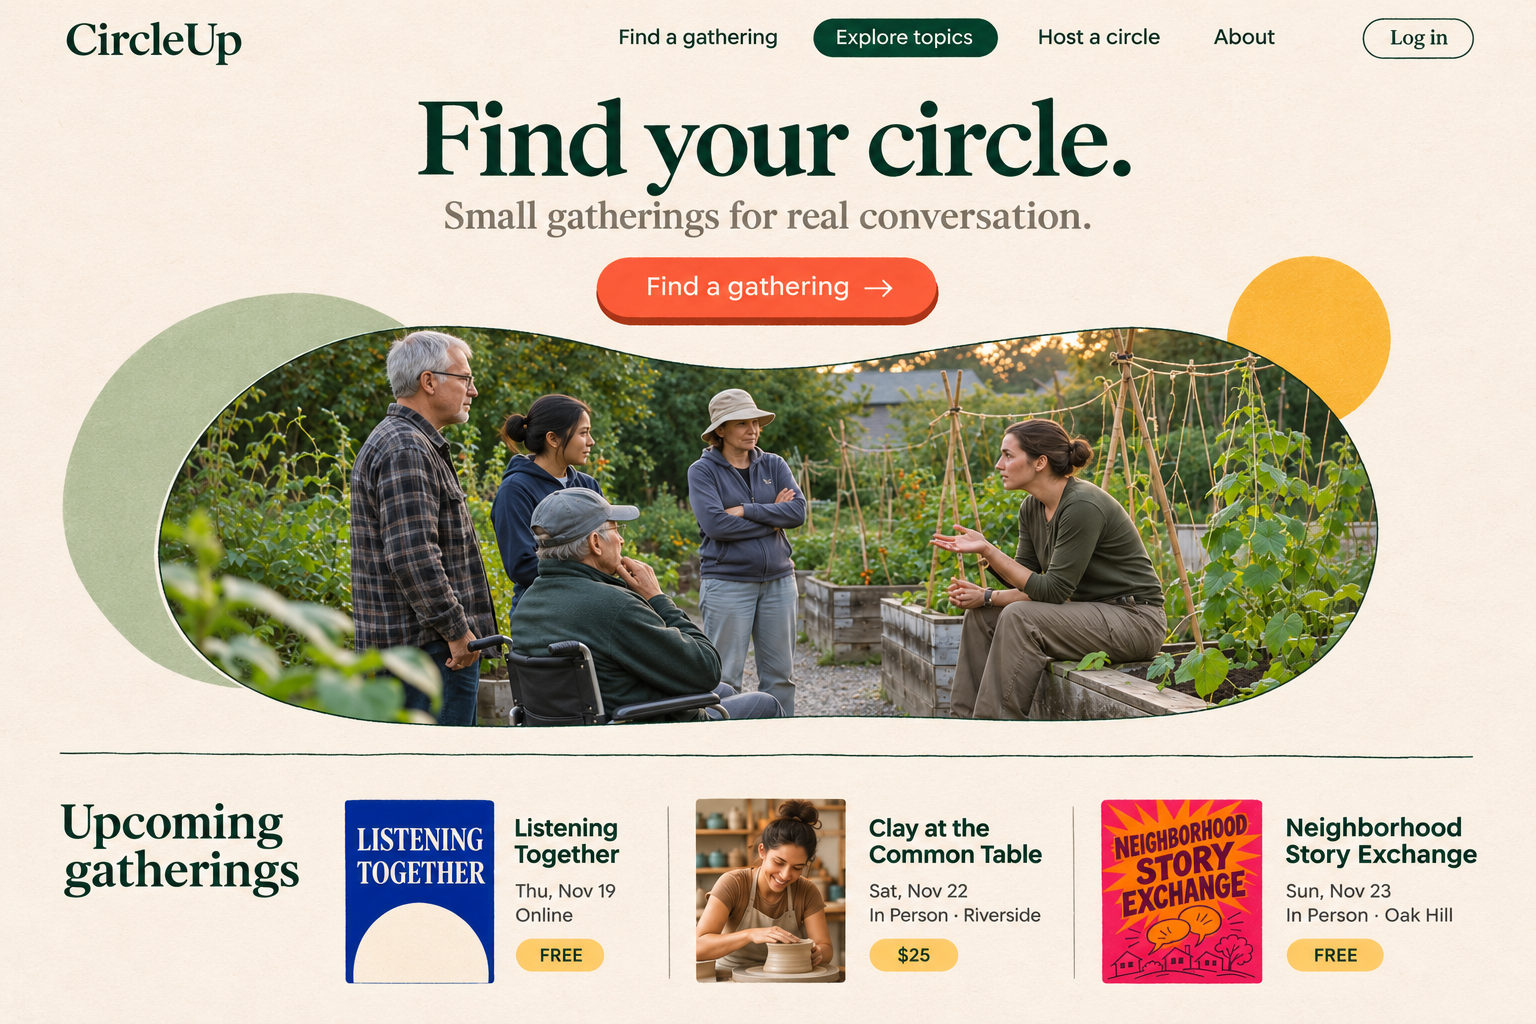 CircleUp
Find a gathering
Explore topics
Host a circle
About
Log in
Find your circle.
Small gatherings for real conversation.
Find a gathering →
Upcoming
gatherings
LISTENING
TOGETHER
Listening
Together
Thu, Nov 19
Online
FREE
Clay at the
Common Table
Sat, Nov 22
In Person · Riverside
$25
NEIGHBORHOOD
STORY
EXCHANGE
Neighborhood
Story Exchange
Sun, Nov 23
In Person · Oak Hill
FREE